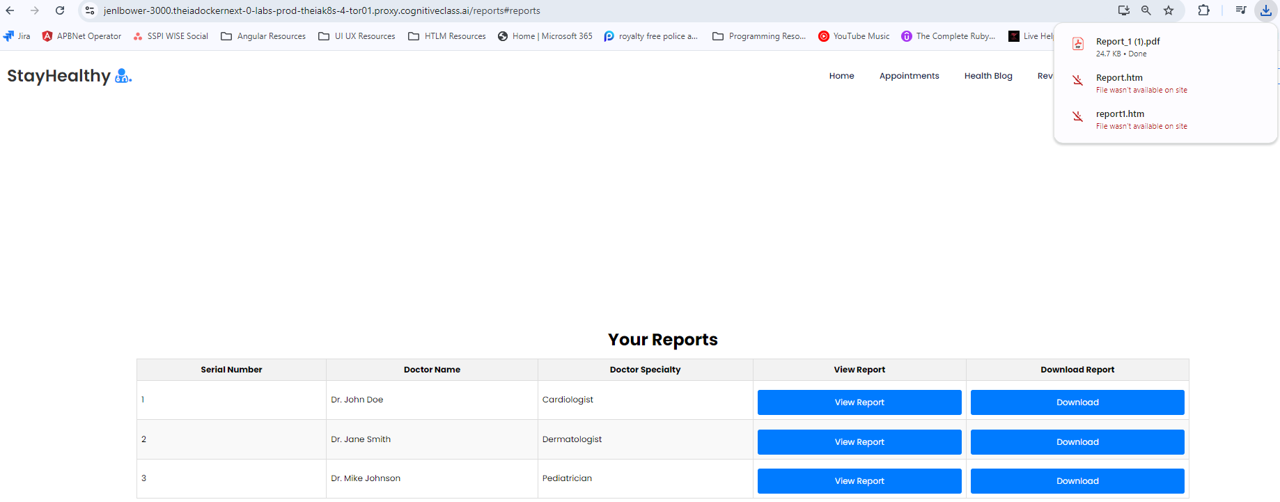 jenlbower-3000.theiadockernext-0-labs-prod-theiak8s-4-tor01.proxy.cognitiveclass.ai/reports#reports
Jira APBNet Operator SSPI WISE Social Angular Resources UI UX Resources HTLM Resources Home | Microsoft 365 royalty free police a... Programming Reso... YouTube Music The Complete Ruby... Live Help
StayHealthy Home Appointments Health Blog Rev
Report_1 (1).pdf
24.7 KB • Done
Report.htm
File wasn't available on site
report1.htm
File wasn't available on site
Your Reports
Serial Number Doctor Name Doctor Specialty View Report Download Report
1 Dr. John Doe Cardiologist View Report Download
2 Dr. Jane Smith Dermatologist View Report Download
3 Dr. Mike Johnson Pediatrician View Report Download